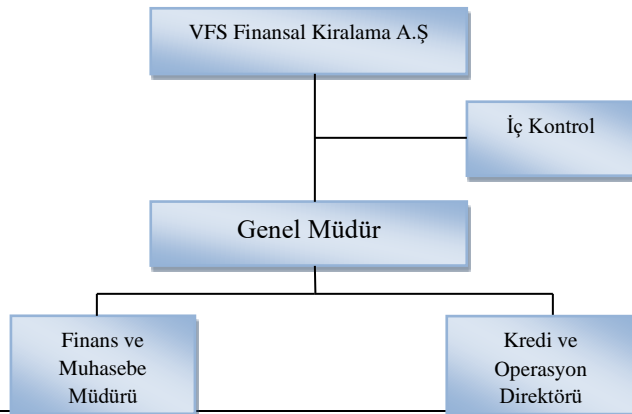 VFS Finansal Kiralama A.Ş
İç Kontrol
Genel Müdür
Finans ve
Muhasebe
Müdürü
Kredi ve
Operasyon
Direktörü